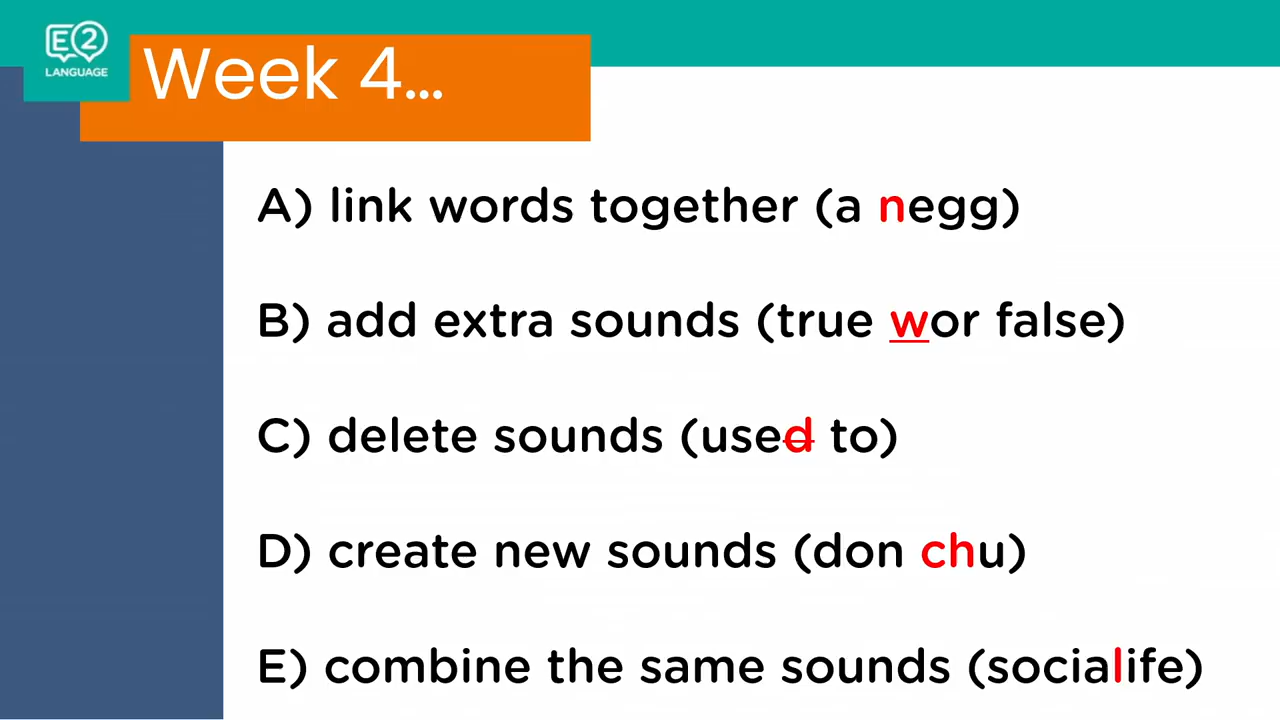 E2
LANGUAGE
Week 4...
A) link words together (a negg)
B) add extra sounds (true wor false)
C) delete sounds (used to)
D) create new sounds (don chu)
E) combine the same sounds (socialife)